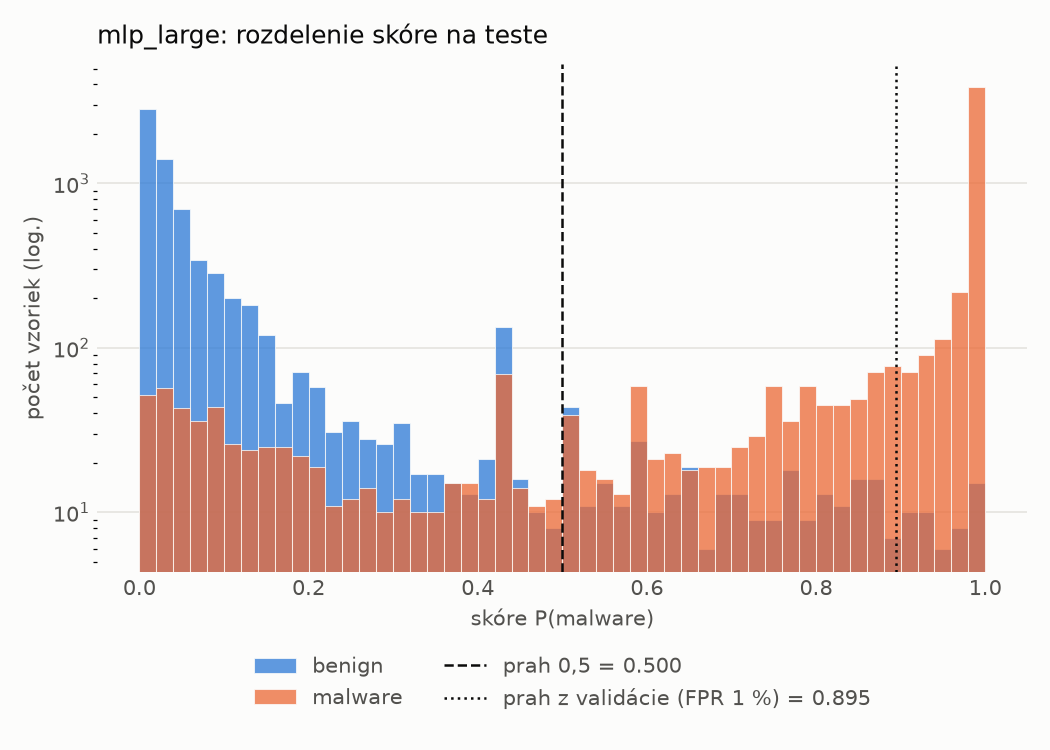 mlp_large: rozdelenie skóre na teste
počet vzoriek (log.)
10³
10²
10¹
0.0 0.2 0.4 0.6 0.8 1.0
skóre P(malware)
benign
malware
prah 0,5 = 0.500
prah z validácie (FPR 1 %) = 0.895